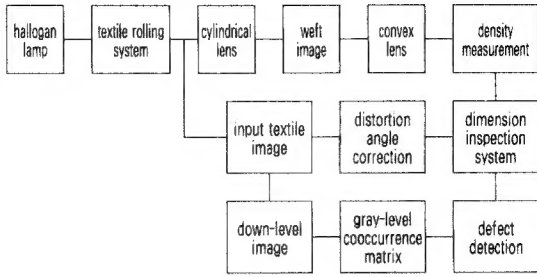 hallogan
lamp
textile rolling
system
cylindrical
lens
weft
image
convex
lens
density
measurement
input textile
image
distortion
angle
correction
dimension
inspection
system
down-level
image
gray-level
cooccurrence
matrix
defect
detection